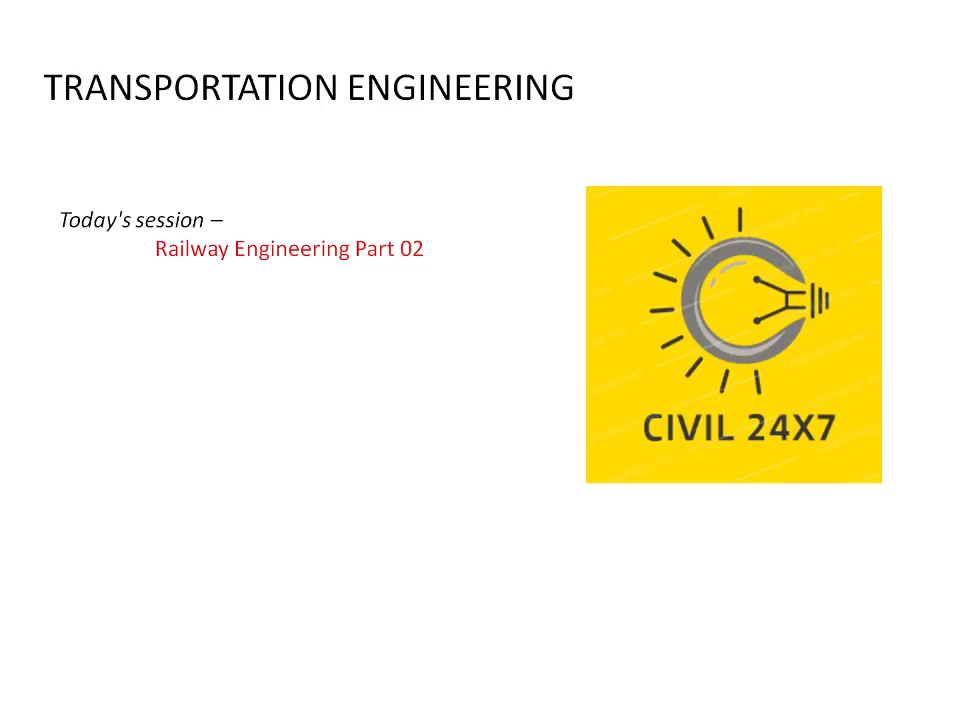 TRANSPORTATION ENGINEERING
Today's session –
Railway Engineering Part 02
CIVIL 24X7